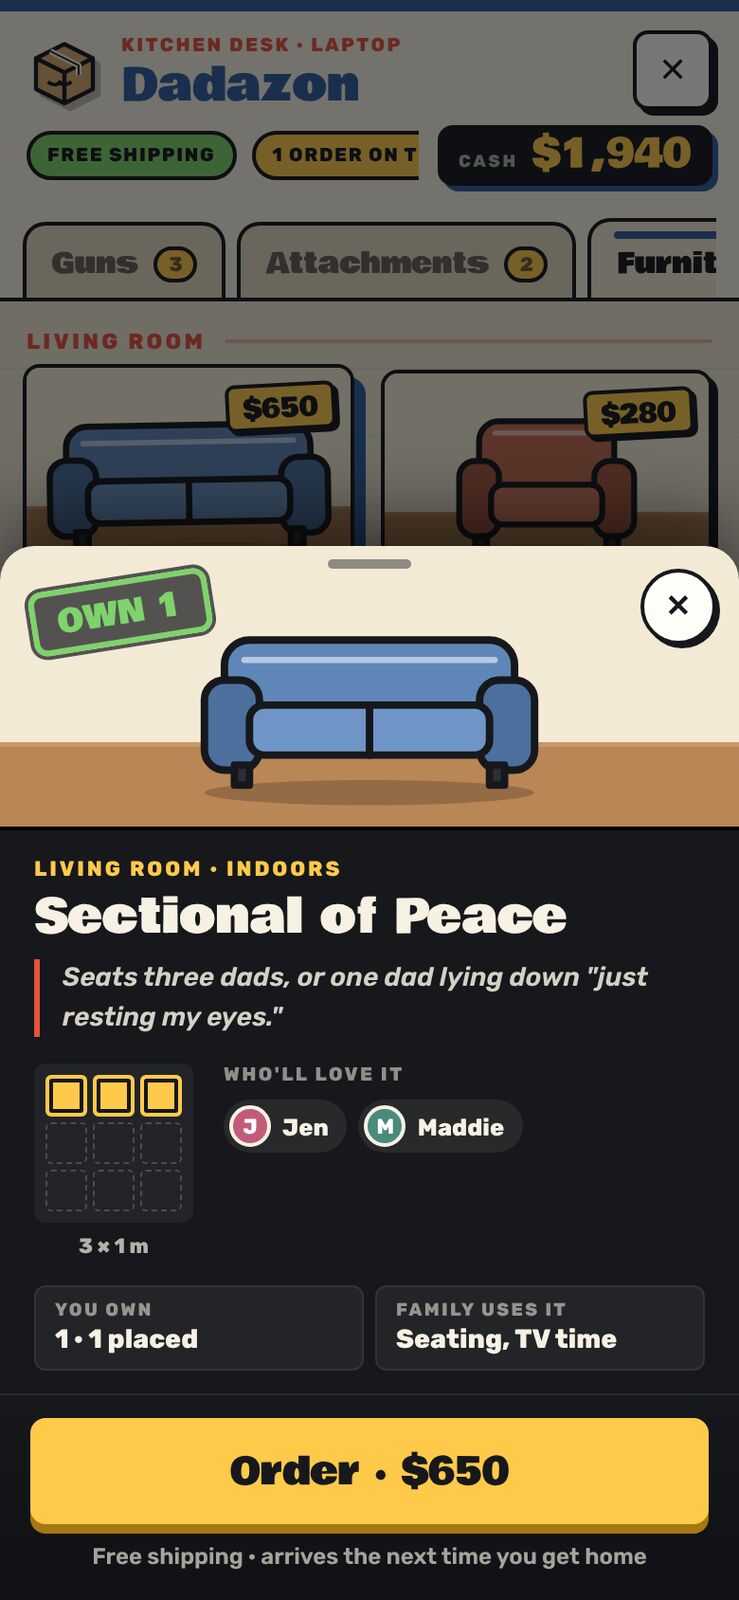 KITCHEN DESK • LAPTOP
Dadazon
×
FREE SHIPPING
1 ORDER ON T
CASH $1,940
Guns 3
Attachments 2
Furnit
LIVING ROOM
$650
$280
OWN 1
×
LIVING ROOM • INDOORS
Sectional of Peace
Seats three dads, or one dad lying down "just
resting my eyes."
WHO'LL LOVE IT
J Jen
M Maddie
3 × 1 m
YOU OWN
1 • 1 placed
FAMILY USES IT
Seating, TV time
Order • $650
Free shipping • arrives the next time you get home